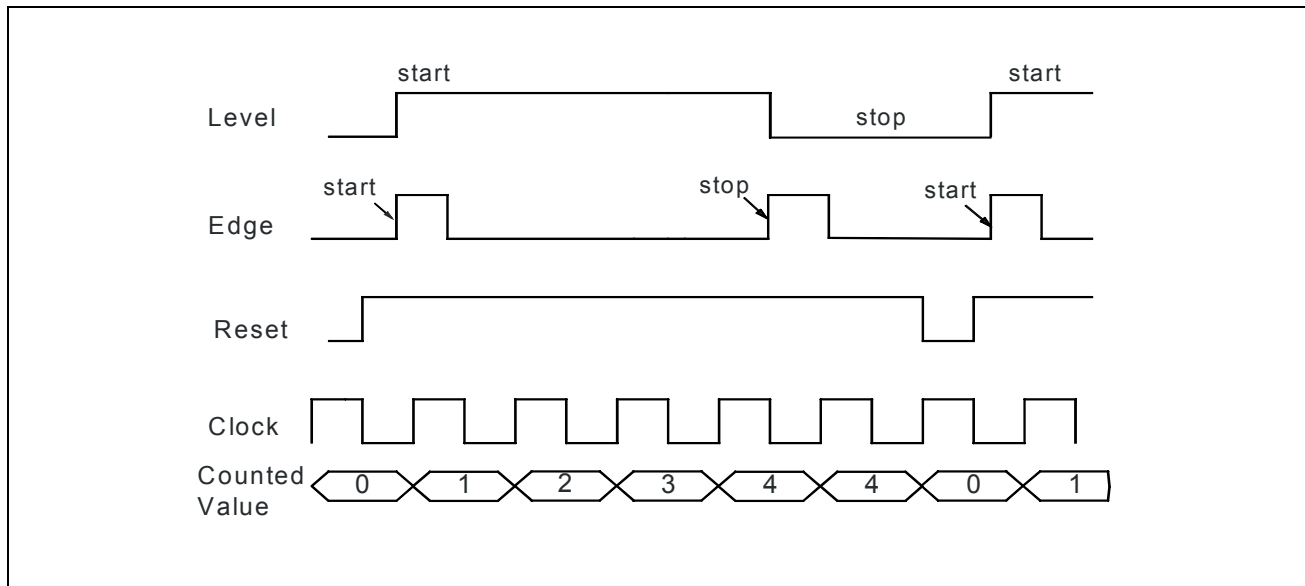 start start
Level
stop
start stop start
Edge
Reset
Clock
Counted
Value
0 1 2 3 4 4 0 1